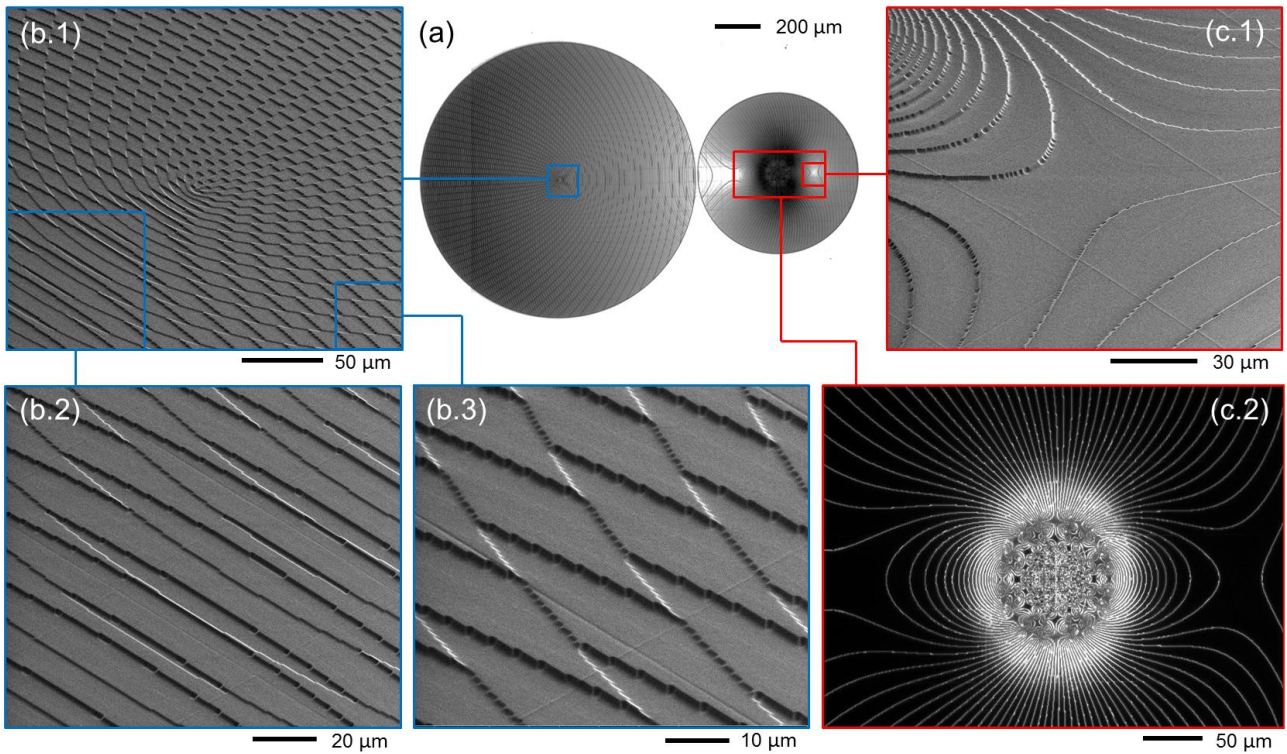 (b.1)
(a)
200 µm
(c.1)
50 µm
30 µm
(b.2)
(b.3)
(c.2)
20 µm
10 µm
50 µm